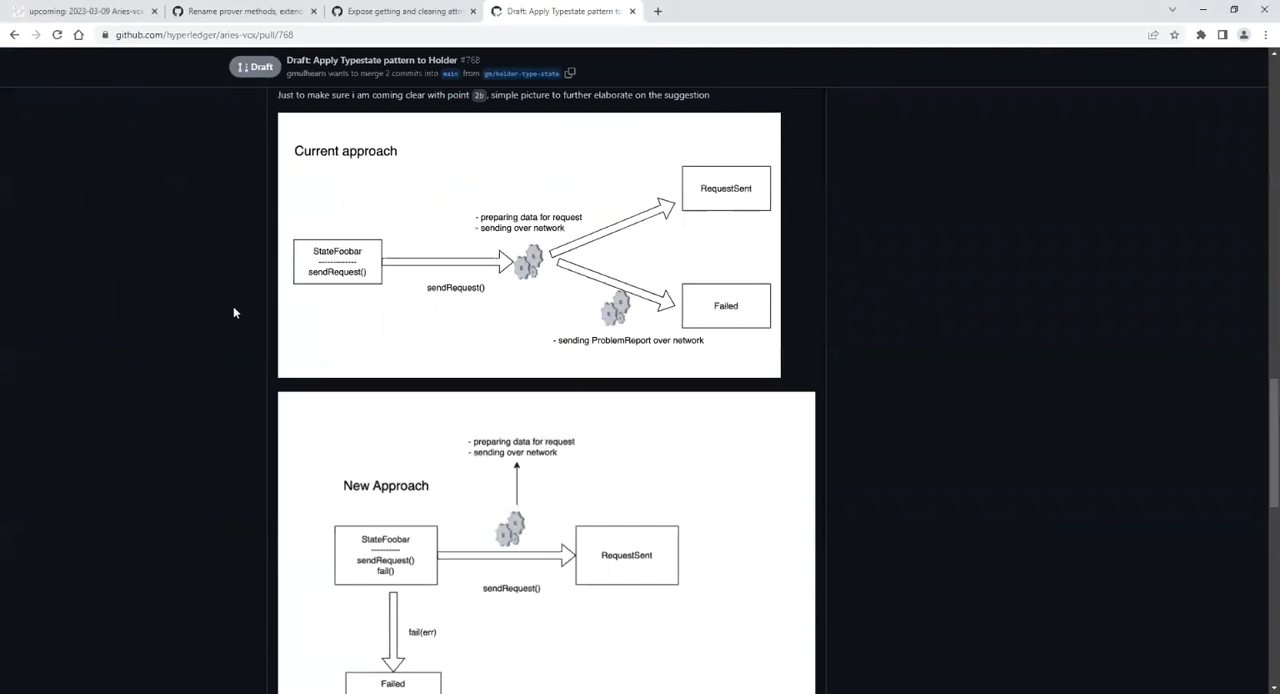 upcoming: 2023-03-09 Aries-vcx
Rename prover methods, extend
Expose getting and clearing attr
Draft: Apply Typestate pattern to
github.com/hyperledger/aries-vcx/pull/768
Draft
Draft: Apply Typestate pattern to Holder #768
gmulhearn wants to merge 2 commits into main from gm/holder-type-state
Just to make sure i am coming clear with point 2b, simple picture to further elaborate on the suggestion
Current approach
RequestSent
- preparing data for request
- sending over network
StateFoobar
-------------
sendRequest()
sendRequest()
Failed
- sending ProblemReport over network
- preparing data for request
- sending over network
New Approach
StateFoobar
----------
sendRequest()
fail()
RequestSent
sendRequest()
fail(err)
Failed